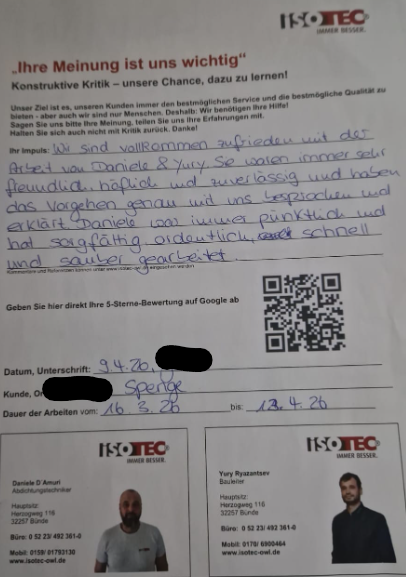 ISOTEC®
IMMER BESSER.
„Ihre Meinung ist uns wichtig“
Konstruktive Kritik – unsere Chance, dazu zu lernen!
Unser Ziel ist es, unseren Kunden immer den bestmöglichen Service und die bestmögliche Qualität zu
bieten - aber auch wir sind nur Menschen. Deshalb: Wir benötigen Ihre Hilfe!
Sagen Sie uns bitte Ihre Meinung, teilen Sie uns Ihre Erfahrungen mit.
Halten Sie sich auch nicht mit Kritik zurück. Danke!
Ihr Impuls: Wir sind vollkommen zufrieden mit der
Arbeit von Daniele & Yury Sie waren immer sehr
freundlich, höflich und zuverlässig und haben
das Vorgehen genau mit uns besprochen und
erklärt Daniele war immer pünktlich und
hat sorgfältig ordentlich, schnell
und sauber gearbeitet.
Geben Sie hier direkt Ihre 5-Sterne-Bewertung auf Google ab
Datum, Unterschrift: 9.4.26,
Kunde, Or Spenge
Dauer der Arbeiten vom: 16.3.26 bis: .4.26
ISOTEC®
IMMER BESSER.
Daniele D'Amuri
Abdichtungstechniker
Hauptsitz:
Herzogweg 116
32257 Bünde
Büro: 0 52 23/ 492 361-0
Mobil: 0159/ 01793130
www.isotec-owl.de
ISOTEC®
IMMER BESSER.
Yury Ryazantsev
Bauleiter
Hauptsitz:
Herzogweg 116
32257 Bünde
Büro: 0 52 23/ 492 361-0
Mobil: 0178/ 6900464
www.isotec-owl.de